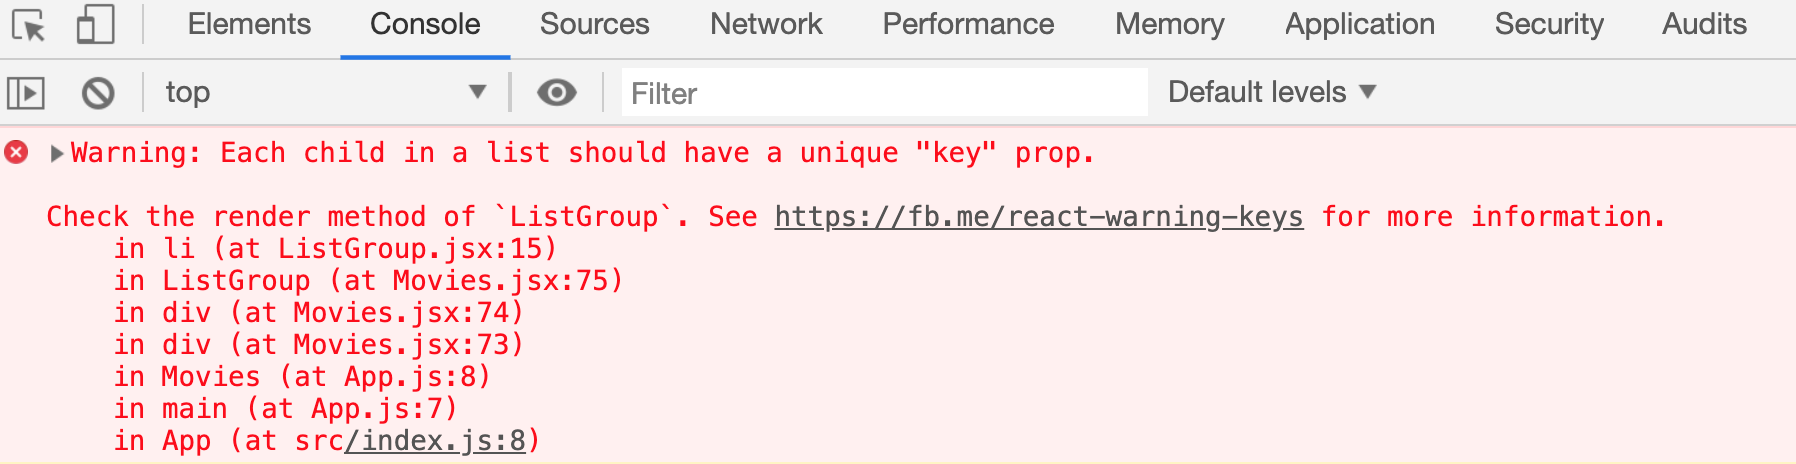 Elements Console Sources Network Performance Memory Application Security Audits
top Filter Default levels
Warning: Each child in a list should have a unique "key" prop.
Check the render method of `ListGroup`. See https://fb.me/react-warning-keys for more information.
in li (at ListGroup.jsx:15)
in ListGroup (at Movies.jsx:75)
in div (at Movies.jsx:74)
in div (at Movies.jsx:73)
in Movies (at App.js:8)
in main (at App.js:7)
in App (at src/index.js:8)